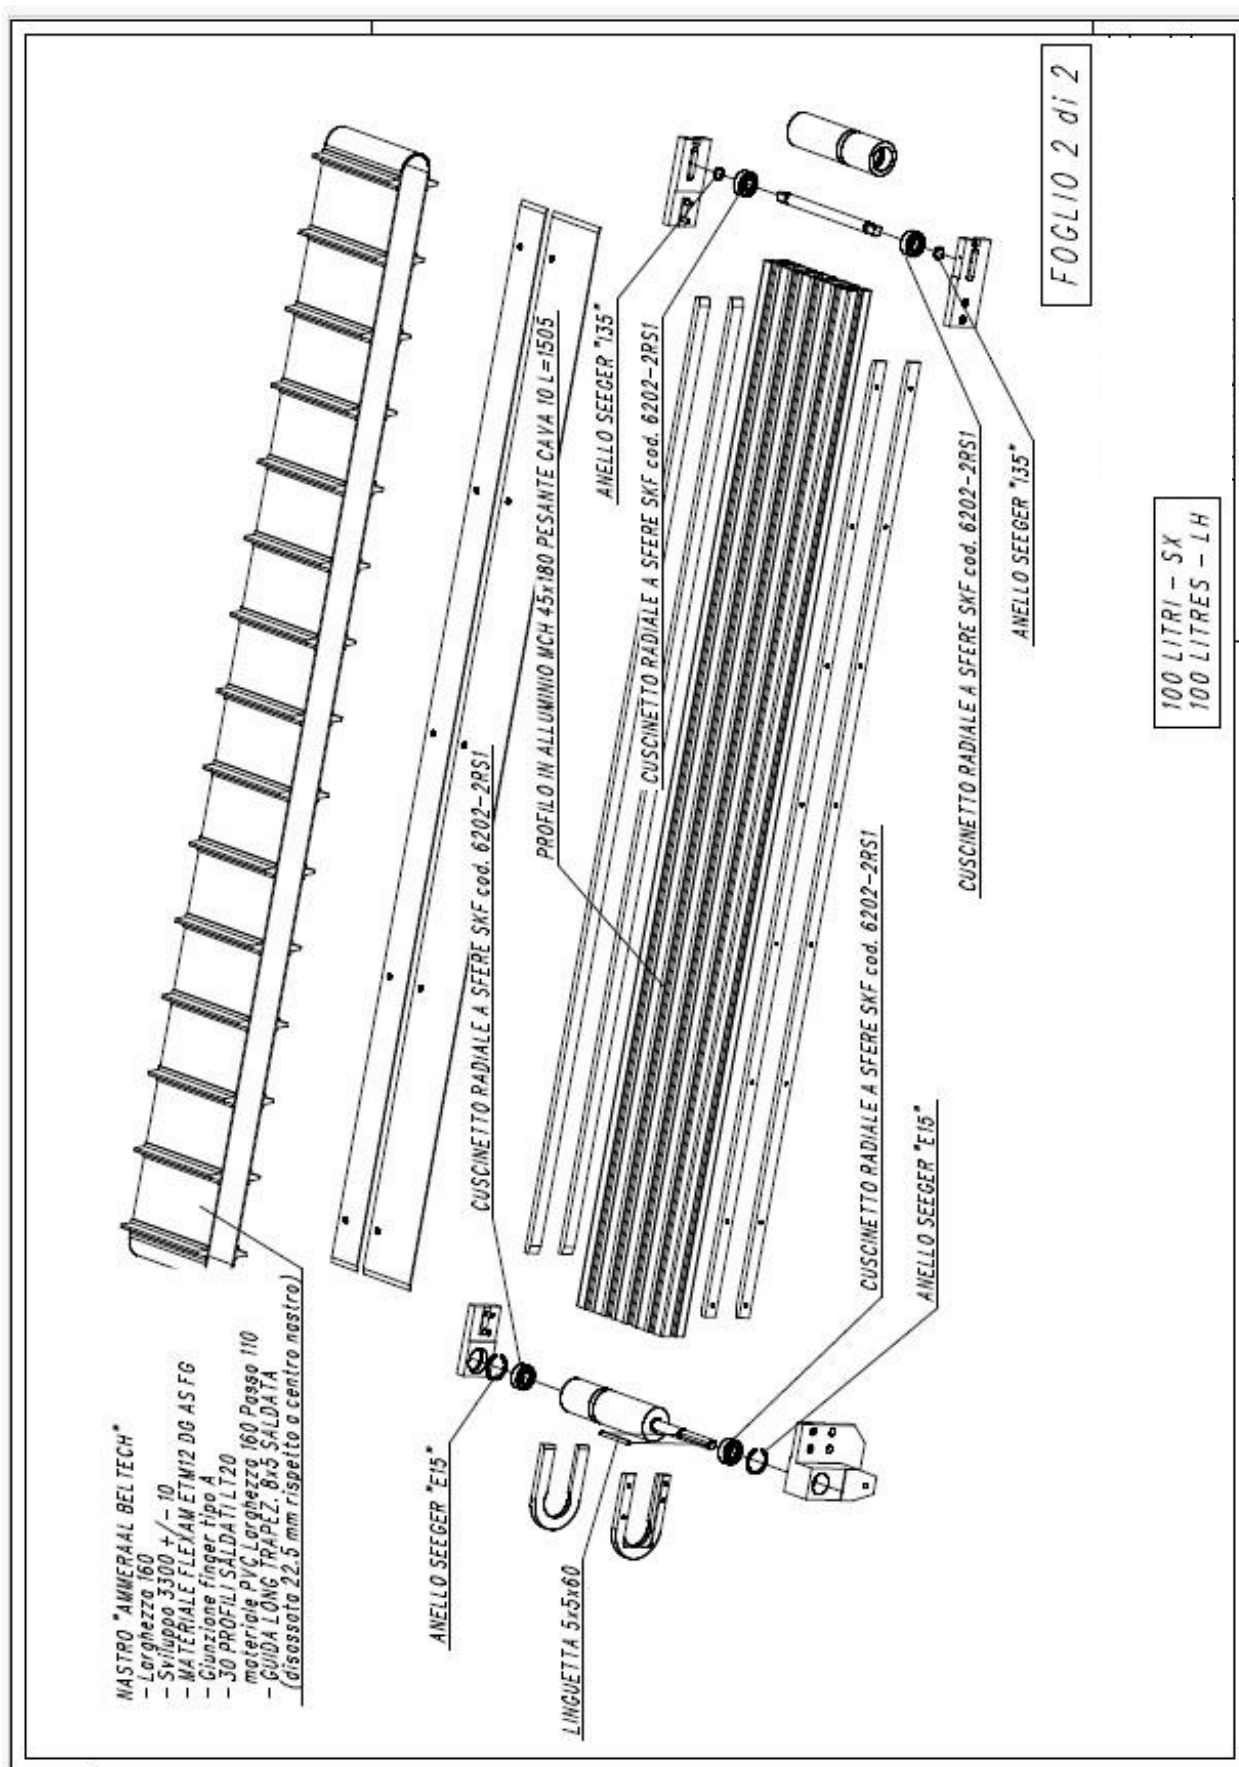 NASTRO "AMMERAAL BELTECH"
- Larghezza 160
- Sviluppo 3300 +/- 10
- MATERIALE FLEXAM ETM12 DG AS FG
- Giunzione finger tipo A
- 30 PROFILI SALDATI LT20
materiale PVC Larghezza 160 Passo 110
- GUIDA LONG TRAPEZ. 8x5 SALDATA
(disassata 22.5 mm rispetto a centro nastro)
ANELLO SEEGER "E15"
LINGUETTA 5x5x60
CUSCINETTO RADIALE A SFERE SKF cod. 6202-2RS1
PROFILO IN ALLUMINIO MCH 45x180 PESANTE CAVA 10 L=1505
ANELLO SEEGER "I35"
CUSCINETTO RADIALE A SFERE SKF cod. 6202-2RS1
CUSCINETTO RADIALE A SFERE SKF cod. 6202-2RS1
ANELLO SEEGER "E15"
CUSCINETTO RADIALE A SFERE SKF cod. 6202-2RS1
ANELLO SEEGER "I35"
FOGLIO 2 di 2
100 LITRI - SX
100 LITRES - LH